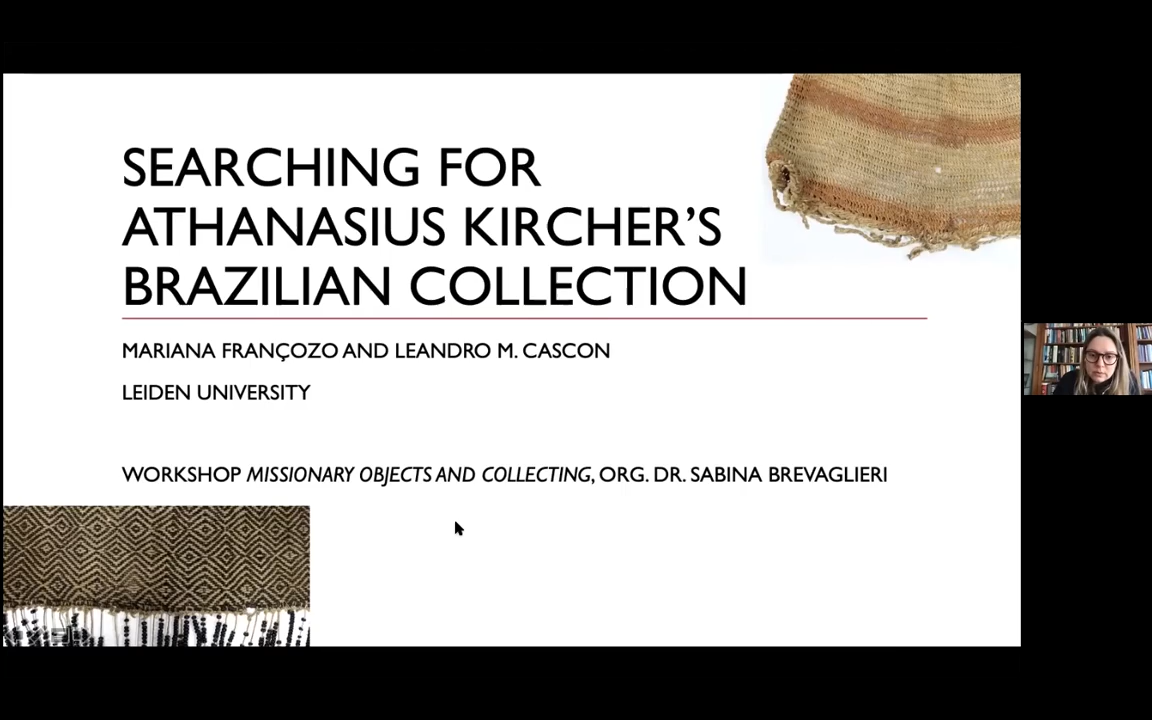 SEARCHING FOR
ATHANASIUS KIRCHER'S
BRAZILIAN COLLECTION
MARIANA FRANÇOZO AND LEANDRO M. CASCON
LEIDEN UNIVERSITY
WORKSHOP MISSIONARY OBJECTS AND COLLECTING, ORG. DR. SABINA BREVAGLIERI